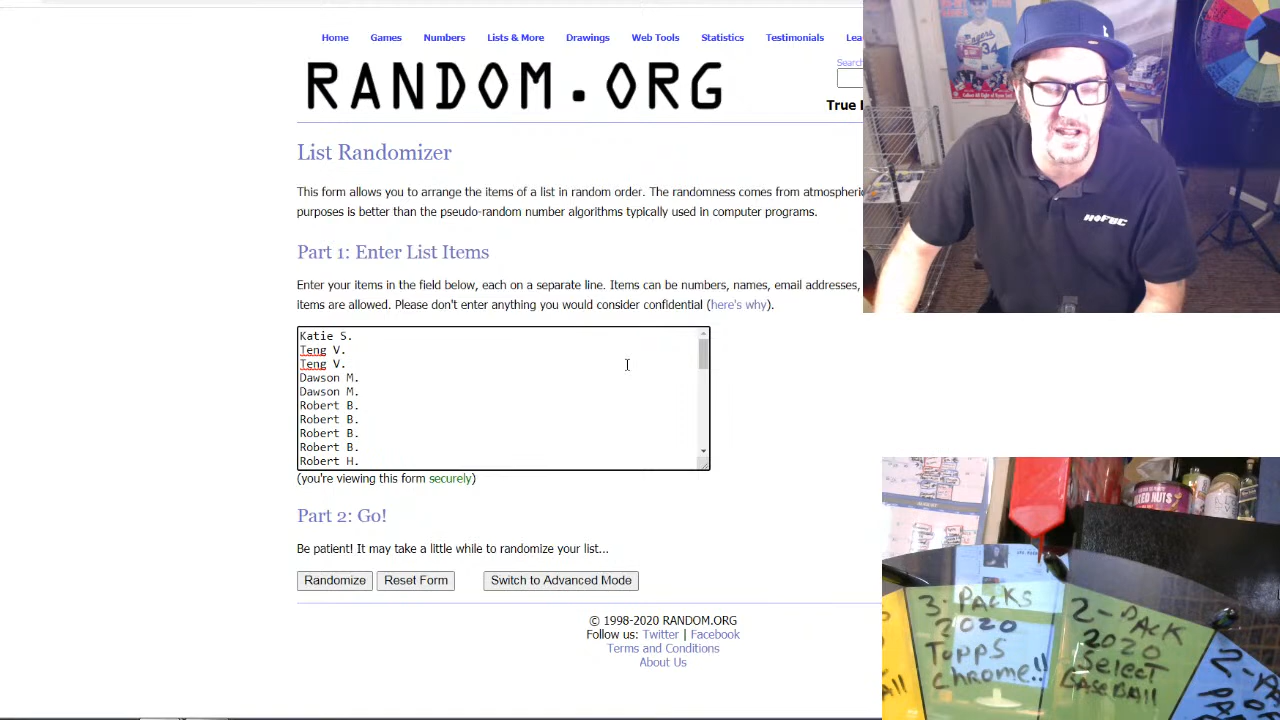 Home Games Numbers Lists & More Drawings Web Tools Statistics Testimonials Lea
RANDOM.ORG
Search
True
List Randomizer
This form allows you to arrange the items of a list in random order. The randomness comes from atmospheric
purposes is better than the pseudo-random number algorithms typically used in computer programs.
Part 1: Enter List Items
Enter your items in the field below, each on a separate line. Items can be numbers, names, email addresses,
items are allowed. Please don't enter anything you would consider confidential (here's why).
Katie S.
Teng V.
Teng V.
Dawson M.
Dawson M.
Robert B.
Robert B.
Robert B.
Robert B.
Robert H.
(you're viewing this form securely)
Part 2: Go!
Be patient! It may take a little while to randomize your list...
Randomize Reset Form Switch to Advanced Mode
© 1998-2020 RANDOM.ORG
Follow us: Twitter | Facebook
Terms and Conditions
About Us
34
HOFBC
MIXED NUTS
3-PACKS
2020
TOPPS
Chrome!!
2-PACK
2020
Select
BASEBALL